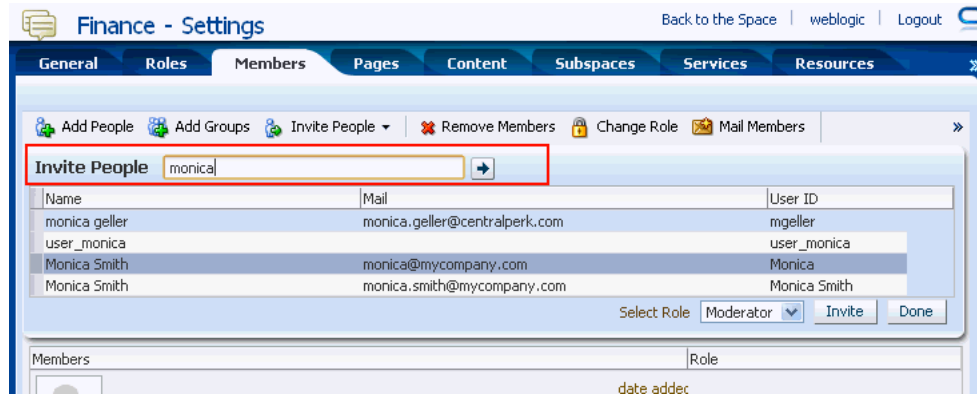 Finance - Settings Back to the Space | weblogic | Logout
General Roles Members Pages Content Subspaces Services Resources »
Add People Add Groups Invite People Remove Members Change Role Mail Members »
Invite People monica
Name Mail User ID
monica geller monica.geller@centralperk.com mgeller
user_monica user_monica
Monica Smith monica@mycompany.com Monica
Monica Smith monica.smith@mycompany.com Monica Smith
Select Role Moderator Invite Done
Members Role
date added